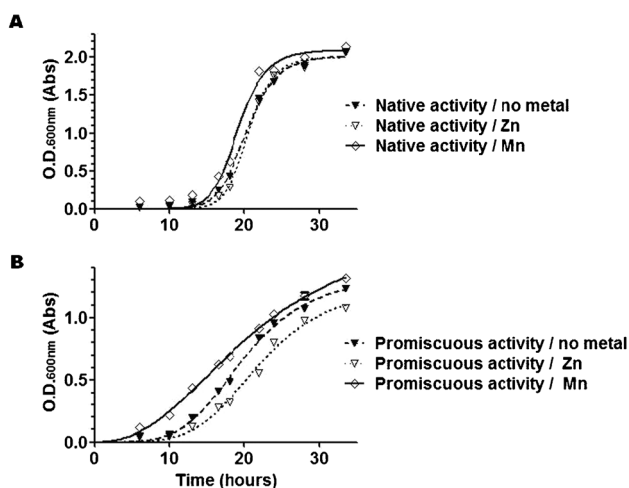 A
O.D.600nm (Abs)
2.0
1.5
1.0
0.5
0.0
0 10 20 30
Native activity / no metal
Native activity / Zn
Native activity / Mn
B
O.D.600nm (Abs)
1.0
0.5
0.0
0 10 20 30
Time (hours)
Promiscuous activity / no metal
Promiscuous activity / Zn
Promiscuous activity / Mn